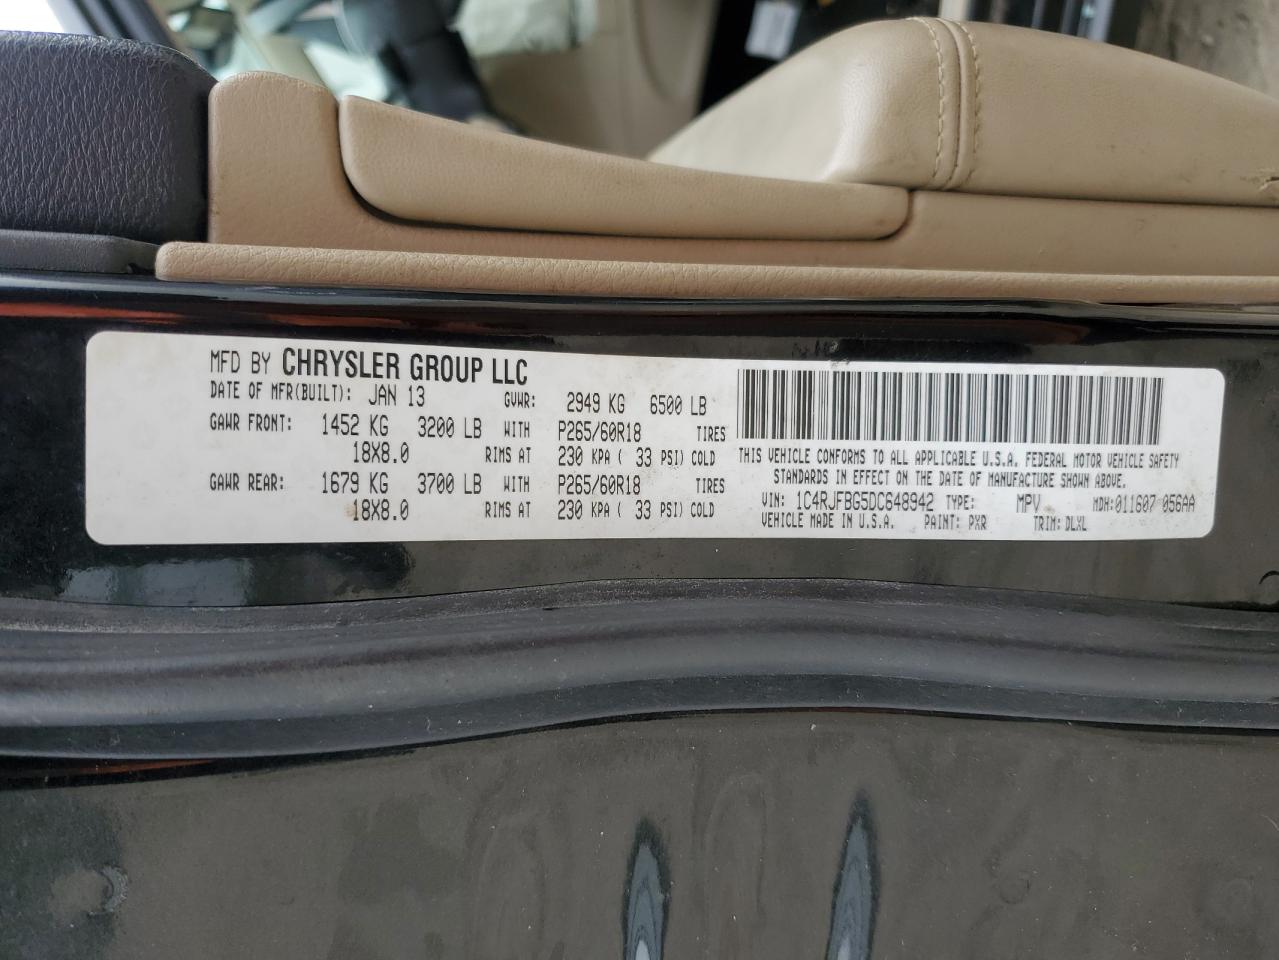 MFD BY CHRYSLER GROUP LLC
DATE OF MFR(BUILT): JAN 13 GVWR: 2949 KG 6500 LB
GAWR FRONT: 1452 KG 3200 LB WITH P265/60R18 TIRES
18X8.0 RIMS AT 230 KPA ( 33 PSI) COLD
GAWR REAR: 1679 KG 3700 LB WITH P265/60R18 TIRES
18X8.0 RIMS AT 230 KPA ( 33 PSI) COLD
THIS VEHICLE CONFORMS TO ALL APPLICABLE U.S.A. FEDERAL MOTOR VEHICLE SAFETY
STANDARDS IN EFFECT ON THE DATE OF MANUFACTURE SHOWN ABOVE.
VIN: 1C4RJFBG5DC648942 TYPE: MPV MDH:011607 056AA
VEHICLE MADE IN U.S.A. PAINT: PXR TRIM: DLXL